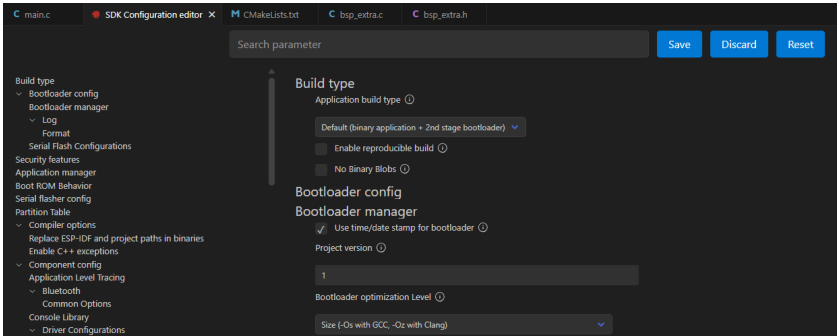 C main.c SDK Configuration editor × M CMakeLists.txt C bsp_extra.c C bsp_extra.h
Search parameter Save Discard Reset
Build type
Bootloader config
Bootloader manager
Log
Format
Serial Flash Configurations
Security features
Application manager
Boot ROM Behavior
Serial flasher config
Partition Table
Compiler options
Replace ESP-IDF and project paths in binaries
Enable C++ exceptions
Component config
Application Level Tracing
Bluetooth
Common Options
Console Library
Driver Configurations
Build type
Application build type
Default (binary application + 2nd stage bootloader)
Enable reproducible build
No Binary Blobs
Bootloader config
Bootloader manager
Use time/date stamp for bootloader
Project version
1
Bootloader optimization Level
Size (-Os with GCC, -Oz with Clang)